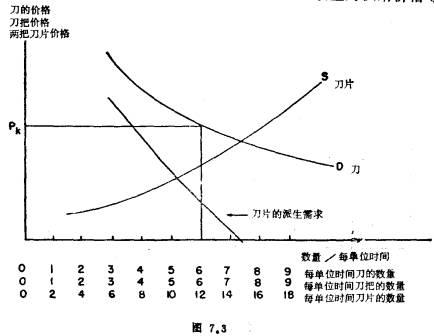 刀的价格
刀把价格
两把刀片价格
S 刀片
Pk
D 刀
刀片的派生需求
数量／每单位时间
0 1 2 3 4 5 6 7 8 9 每单位时间刀的数量
0 1 2 3 4 5 6 7 8 9 每单位时间刀把的数量
0 2 4 6 8 10 12 14 16 18 每单位时间刀片的数量
图 7.3